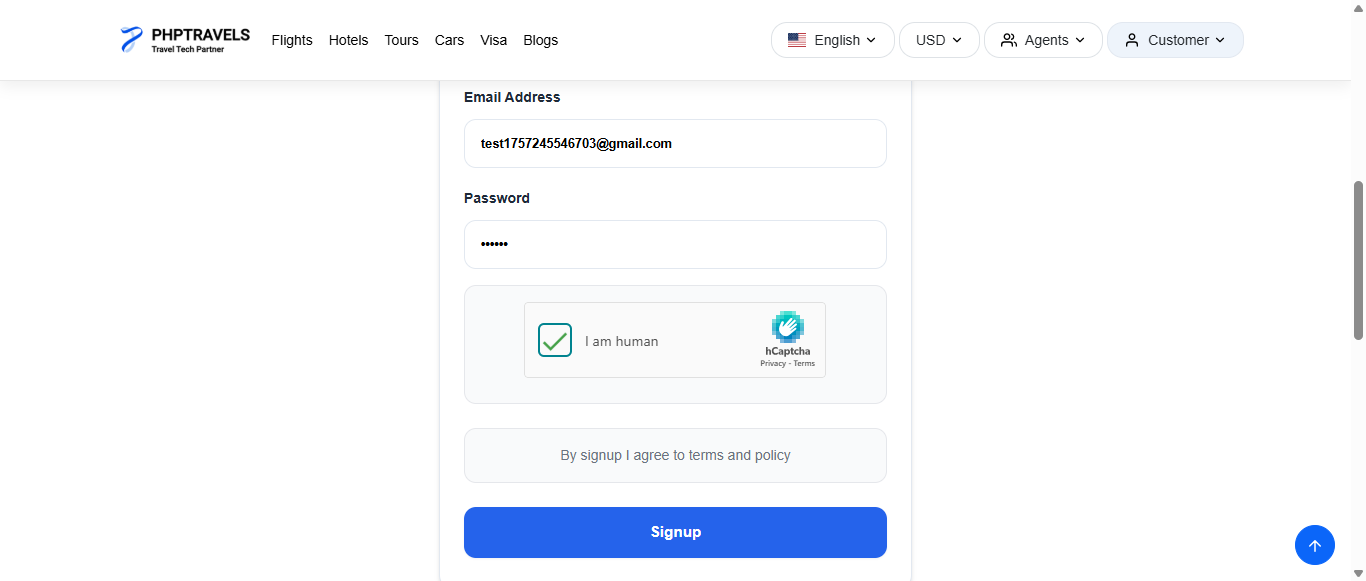 PHPTRAVELS
Travel Tech Partner
Flights Hotels Tours Cars Visa Blogs
English USD Agents Customer
Email Address
test1757245546703@gmail.com
Password
••••••
I am human
hCaptcha
Privacy - Terms
By signup I agree to terms and policy
Signup